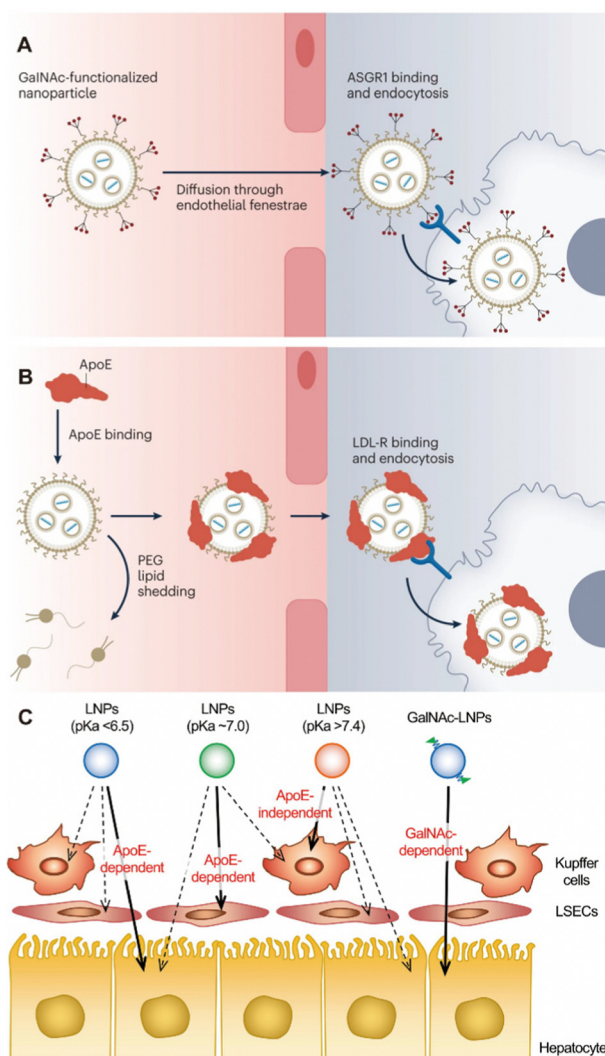 A
GalNAc-functionalized
nanoparticle
ASGR1 binding
and endocytosis
Diffusion through
endothelial fenestrae
B
ApoE
ApoE binding
LDL-R binding
and endocytosis
PEG
lipid
shedding
C
LNPs
(pKa <6.5)
LNPs
(pKa ~7.0)
LNPs
(pKa >7.4)
GalNAc-LNPs
ApoE-
dependent
ApoE-
dependent
ApoE-
independent
GalNAc-
dependent
Kupffer
cells
LSECs
Hepatocyte